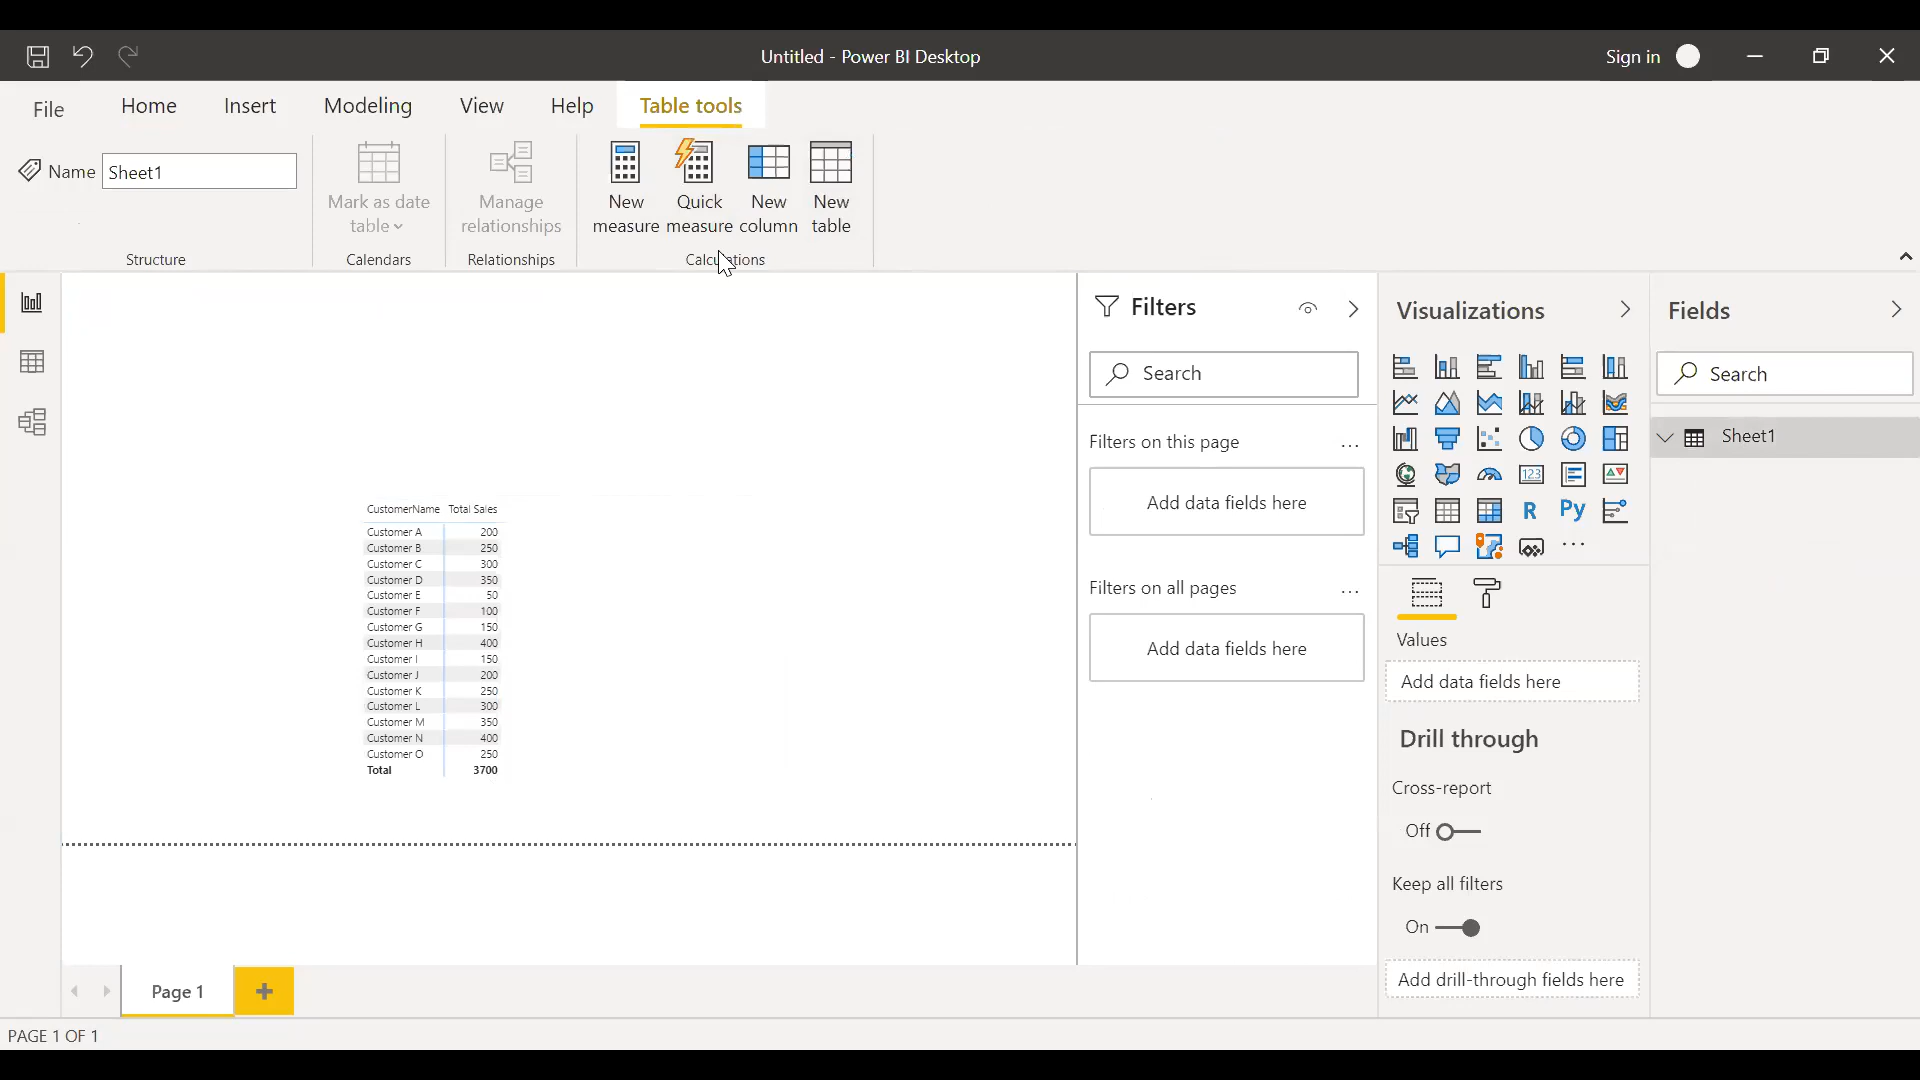 Untitled - Power BI Desktop
Sign in
File
Home
Insert
Modeling
View
Help
Table tools
Name
Sheet1
Mark as date
table
Manage
relationships
New
measure
Quick
measure
New
column
New
table
Structure
Calendars
Relationships
Calculations
CustomerName Total Sales
Customer A 200
Customer B 250
Customer C 300
Customer D 350
Customer E 50
Customer F 100
Customer G 150
Customer H 400
Customer I 150
Customer J 200
Customer K 250
Customer L 300
Customer M 350
Customer N 400
Customer O 250
Total 3700
Filters
Search
Filters on this page
...
Add data fields here
Filters on all pages
...
Add data fields here
Visualizations
123
R
Py
...
Values
Add data fields here
Drill through
Cross-report
Off
Keep all filters
On
Add drill-through fields here
Fields
Search
Sheet1
Page 1
PAGE 1 OF 1